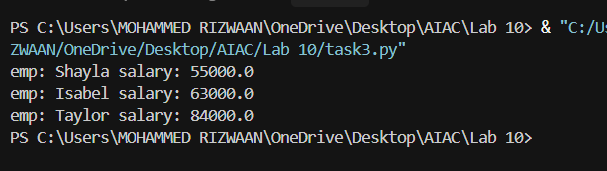 PS C:\Users\MOHAMMED RIZWAAN\OneDrive\Desktop\AIAC\Lab 10> & "C:/Us
ZWAAN/OneDrive/Desktop/AIAC/Lab 10/task3.py"
emp: Shayla salary: 55000.0
emp: Isabel salary: 63000.0
emp: Taylor salary: 84000.0
PS C:\Users\MOHAMMED RIZWAAN\OneDrive\Desktop\AIAC\Lab 10>